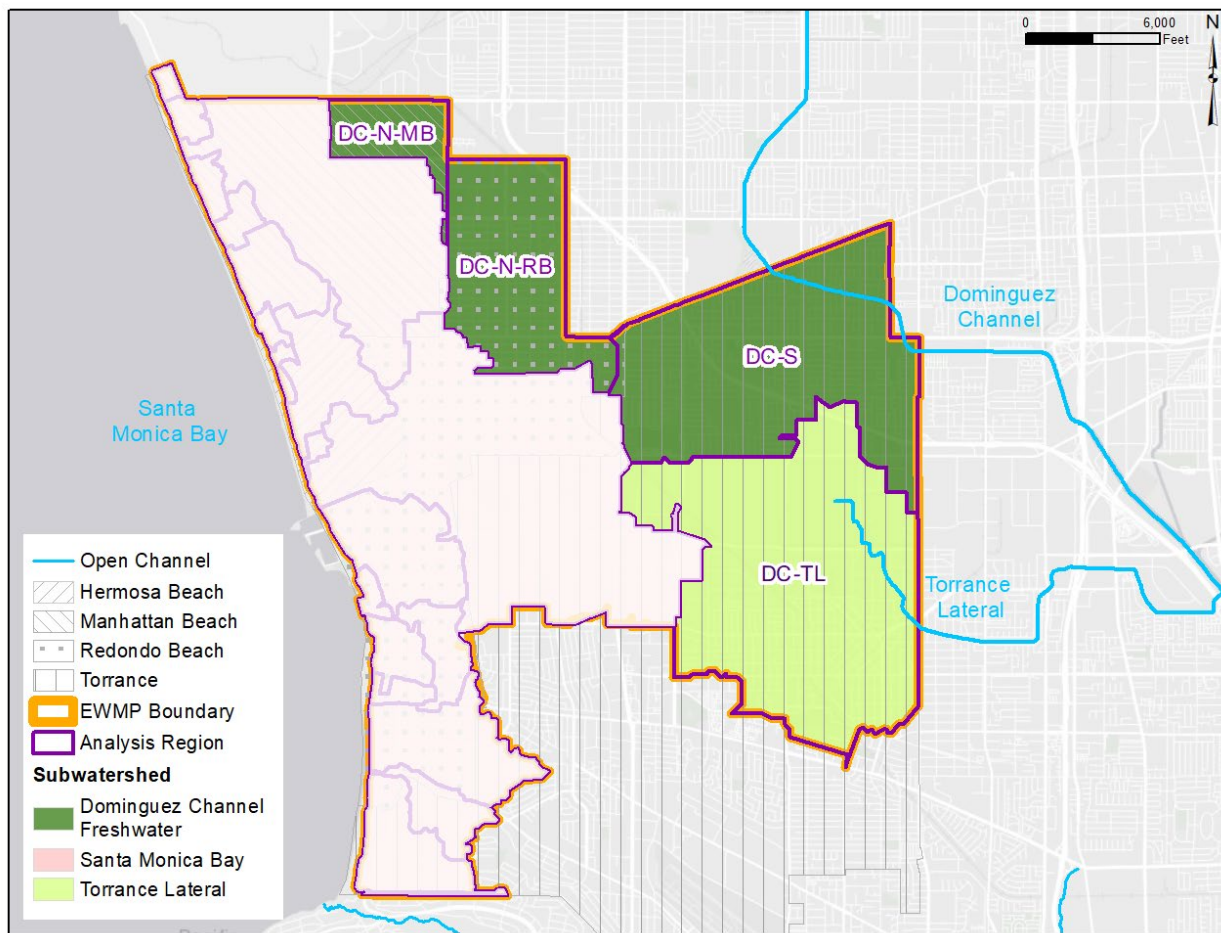 0 6,000
Feet
N
DC-N-MB
DC-N-RB
Dominguez
Channel
DC-S
Santa
Monica Bay
DC-TL
Torrance
Lateral
Open Channel
Hermosa Beach
Manhattan Beach
Redondo Beach
Torrance
EWMP Boundary
Analysis Region
Subwatershed
Dominguez Channel
Freshwater
Santa Monica Bay
Torrance Lateral